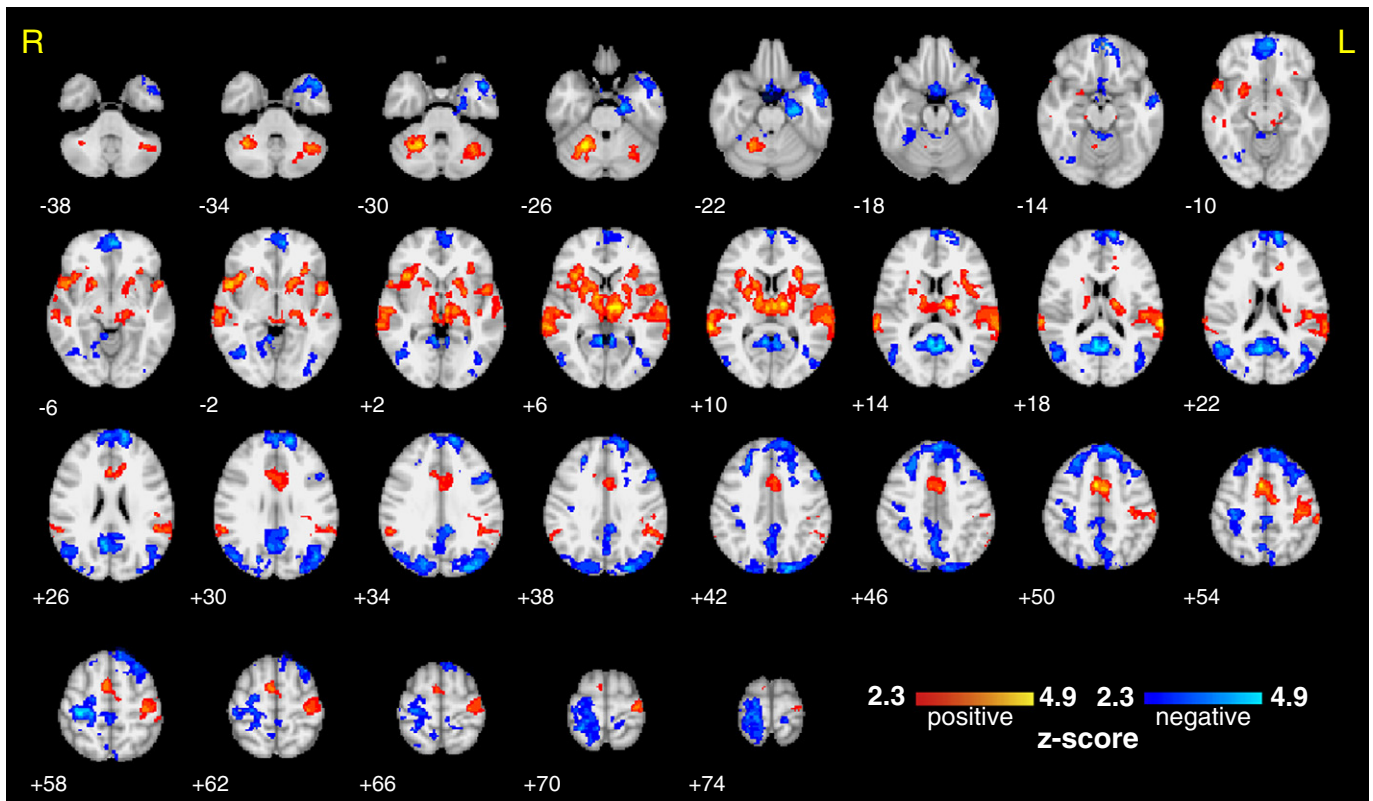 R L
-38 -34 -30 -26 -22 -18 -14 -10
-6 -2 +2 +6 +10 +14 +18 +22
+26 +30 +34 +38 +42 +46 +50 +54
2.3 4.9 2.3 4.9
positive negative
z-score
+58 +62 +66 +70 +74